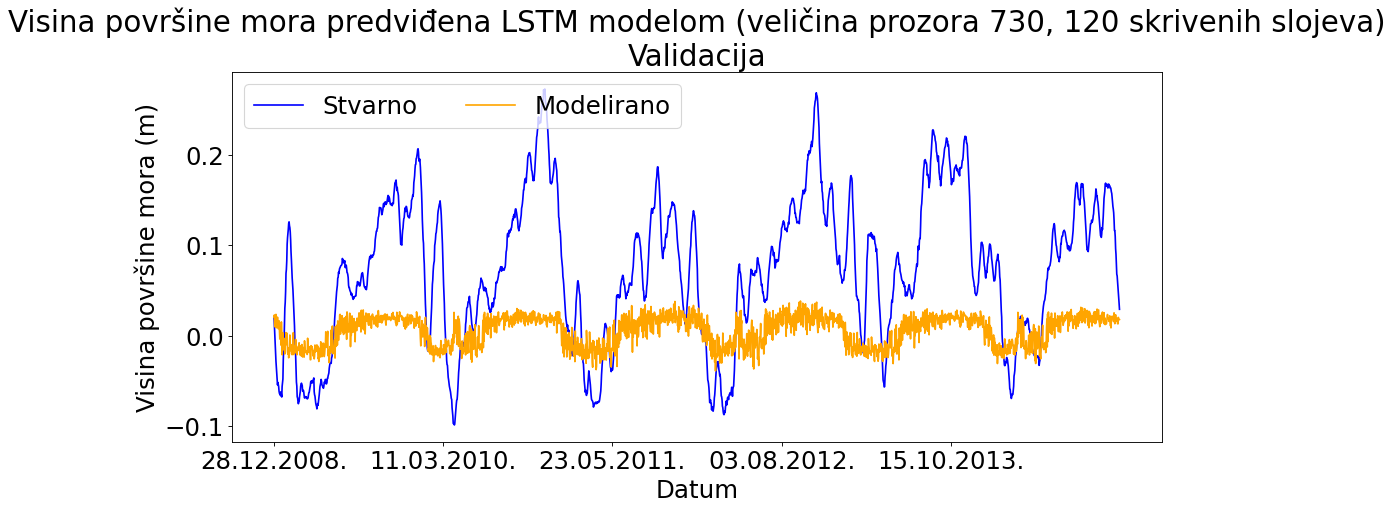 Visina površine mora predviđena LSTM modelom (veličina prozora 730, 120 skrivenih slojeva)
Validacija
Stvarno Modelirano
Visina površine mora (m)
0.2
0.1
0.0
−0.1
28.12.2008. 11.03.2010. 23.05.2011. 03.08.2012. 15.10.2013.
Datum